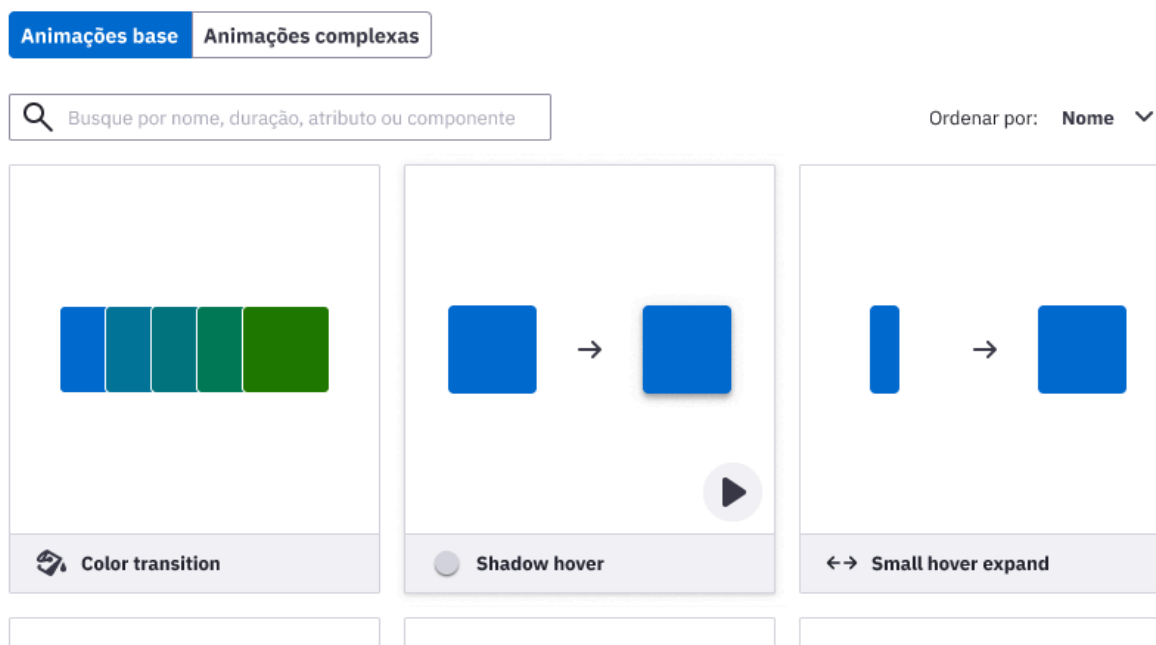 Animações base
Animações complexas
Busque por nome, duração, atributo ou componente
Ordenar por: Nome
Color transition
Shadow hover
Small hover expand